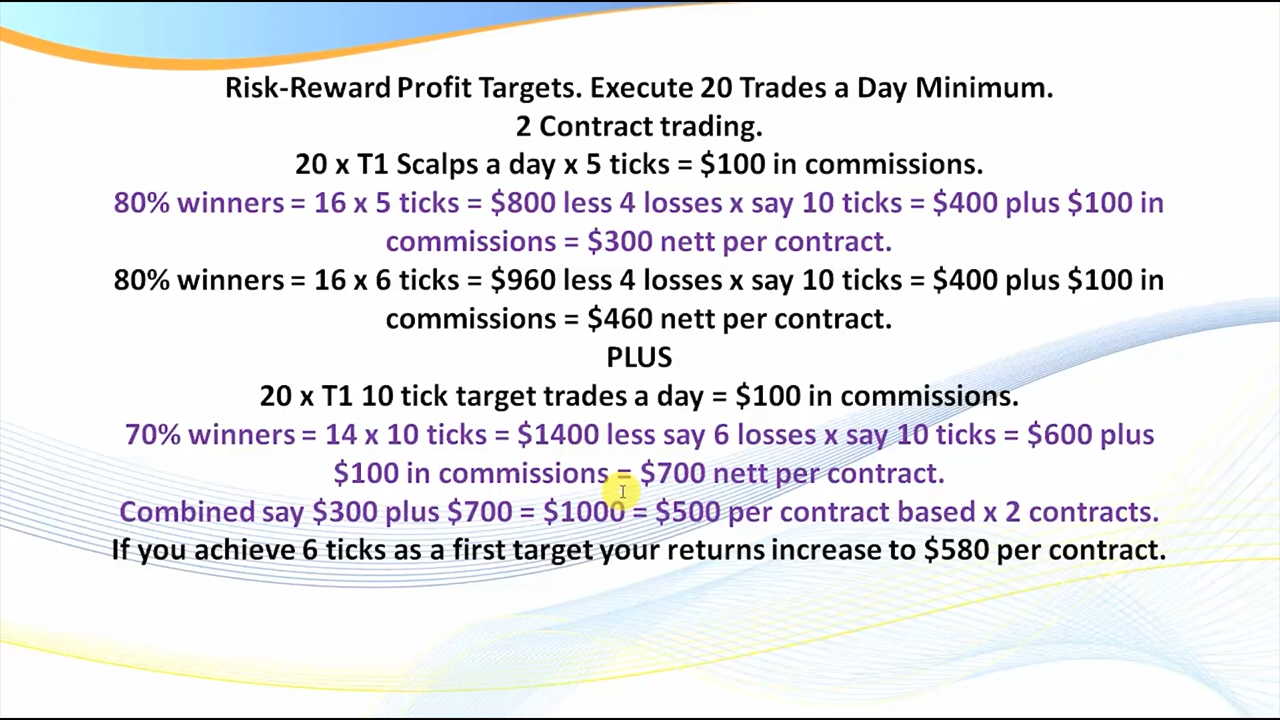 Risk-Reward Profit Targets. Execute 20 Trades a Day Minimum.
2 Contract trading.
20 x T1 Scalps a day x 5 ticks = $100 in commissions.
80% winners = 16 x 5 ticks = $800 less 4 losses x say 10 ticks = $400 plus $100 in
commissions = $300 nett per contract.
80% winners = 16 x 6 ticks = $960 less 4 losses x say 10 ticks = $400 plus $100 in
commissions = $460 nett per contract.
PLUS
20 x T1 10 tick target trades a day = $100 in commissions.
70% winners = 14 x 10 ticks = $1400 less say 6 losses x say 10 ticks = $600 plus
$100 in commissions = $700 nett per contract.
Combined say $300 plus $700 = $1000 = $500 per contract based x 2 contracts.
If you achieve 6 ticks as a first target your returns increase to $580 per contract.